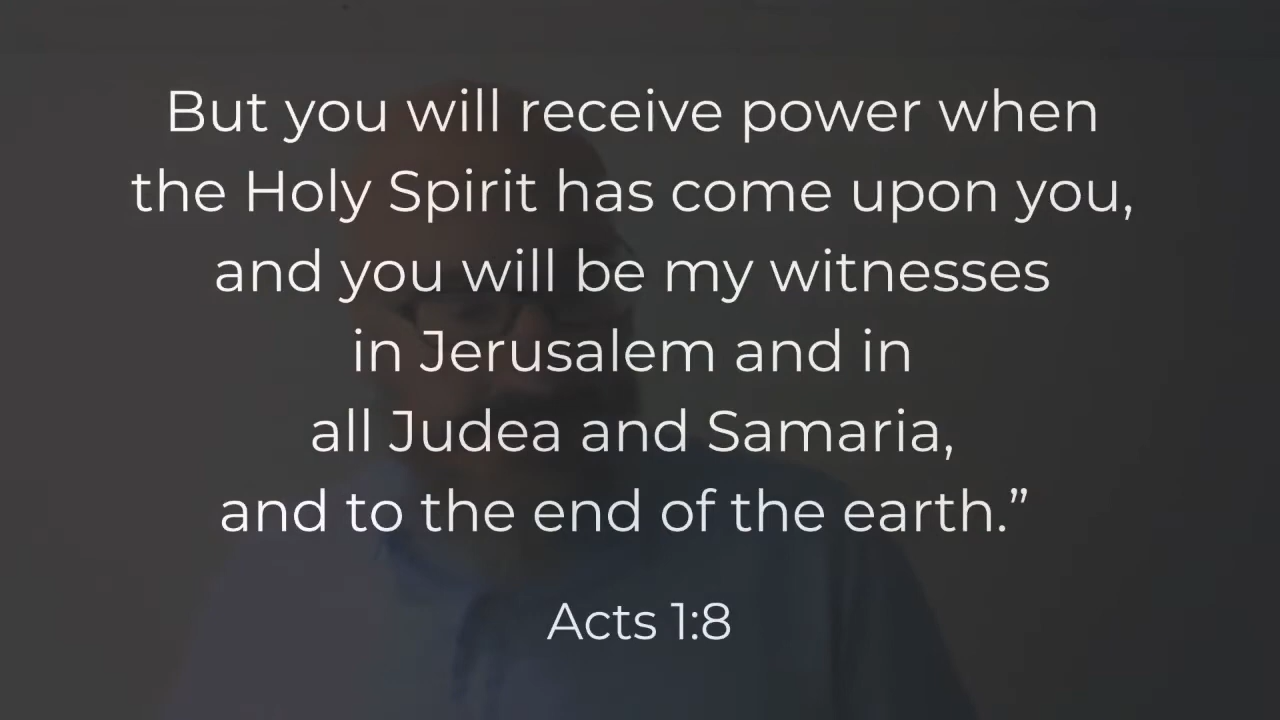 But you will receive power when
the Holy Spirit has come upon you,
and you will be my witnesses
in Jerusalem and in
all Judea and Samaria,
and to the end of the earth.”
Acts 1:8